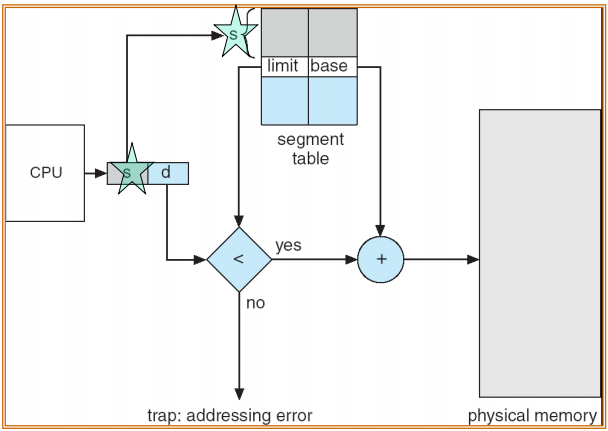 s
limit base
segment
table
CPU
s d
<
yes
+
no
trap: addressing error
physical memory